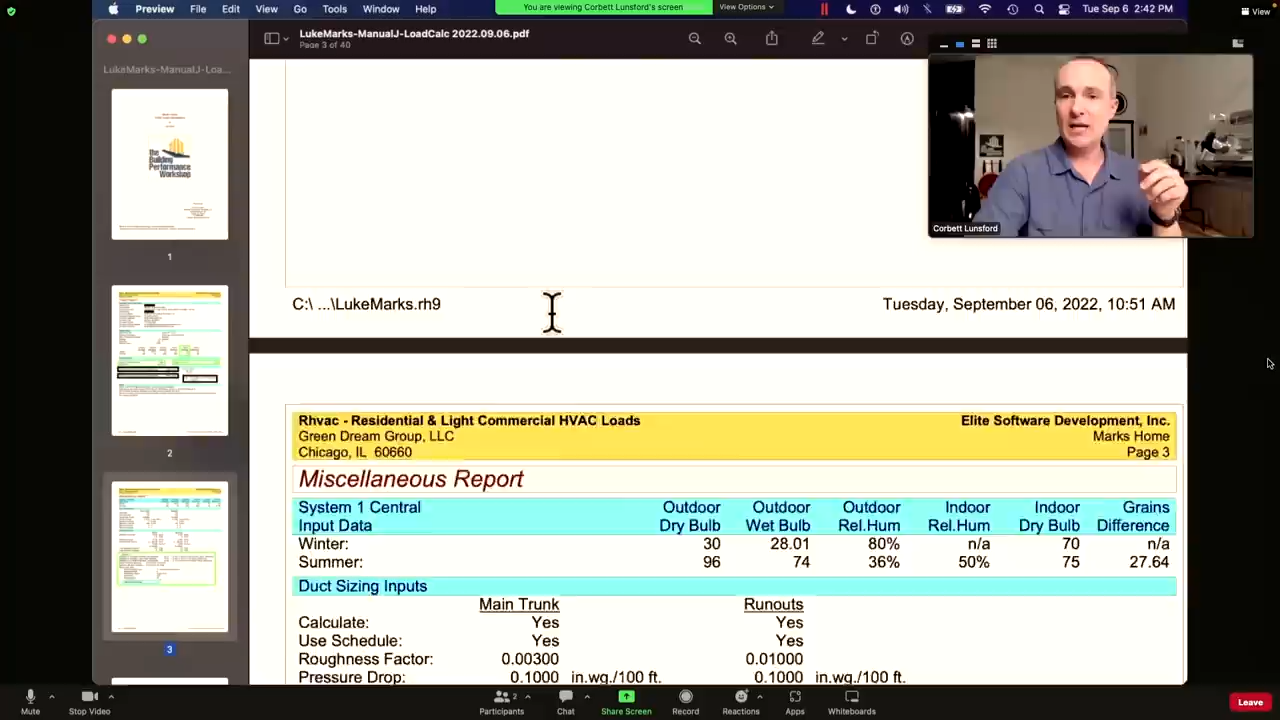 Preview File Edit View Go Tools Window Help
You are viewing Corbett Lunsford's screen
View Options
Tue Sep 6 2:42 PM
View
LukeMarks-ManualJ-LoadCalc 2022.09.06.pdf
Page 3 of 40
LukeMarks-ManualJ-Loa...
the
Building
Performance
Workshop
1
2
3
Corbett Lunsford
C:\ ...\LukeMarks.rh9
Tuesday, September 06, 2022, 10:51 AM
Rhvac - Residential & Light Commercial HVAC Loads
Elite Software Development, Inc.
Green Dream Group, LLC
Marks Home
Chicago, IL 60660
Page 3
Miscellaneous Report
System 1 Central Outdoor Outdoor Outdoor Indoor Indoor Grains
Input Data Dry Bulb Wet Bulb Rel.Hum Rel.Hum Dry Bulb Difference
Winter: 30 28.01 80% n/a 70 n/a
Summer: 96 74 36% 50% 75 27.64
Duct Sizing Inputs
Main Trunk Runouts
Calculate: Yes Yes
Use Schedule: Yes Yes
Roughness Factor: 0.00300 0.01000
Pressure Drop: 0.1000 in.wg./100 ft. 0.1000 in.wg./100 ft.
Mute
Stop Video
Participants 2
Chat
Share Screen
Record
Reactions
Apps
Whiteboards
Leave